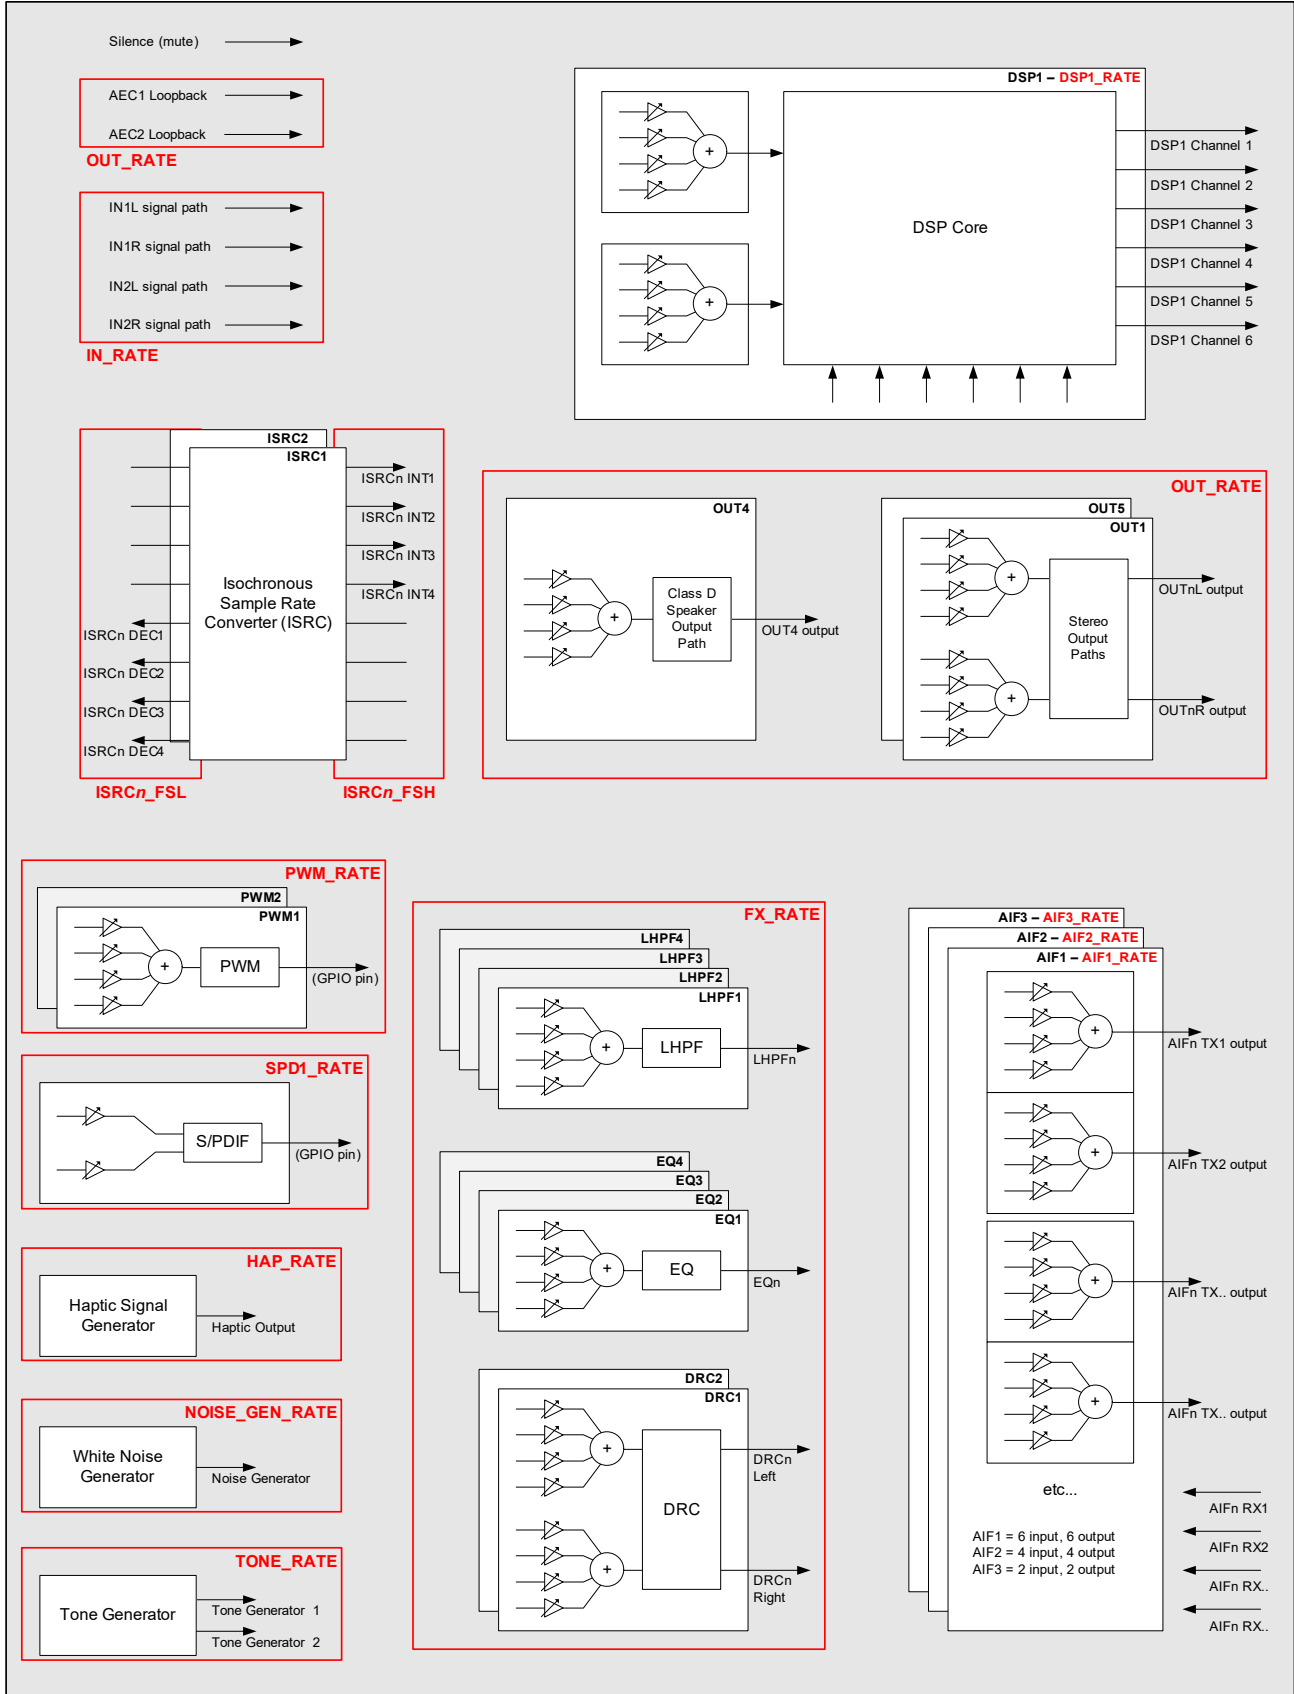 Silence (mute)
AEC1 Loopback
AEC2 Loopback
OUT_RATE
IN1L signal path
IN1R signal path
IN2L signal path
IN2R signal path
IN_RATE
DSP1 – DSP1_RATE
+
+
DSP Core
DSP1 Channel 1
DSP1 Channel 2
DSP1 Channel 3
DSP1 Channel 4
DSP1 Channel 5
DSP1 Channel 6
ISRC2
ISRC1
Isochronous
Sample Rate
Converter (ISRC)
ISRCn INT1
ISRCn INT2
ISRCn INT3
ISRCn INT4
ISRCn DEC1
ISRCn DEC2
ISRCn DEC3
ISRCn DEC4
ISRCn_FSL
ISRCn_FSH
OUT_RATE
OUT4
+
Class D
Speaker
Output
Path
OUT4 output
OUT5
OUT1
+
+
Stereo
Output
Paths
OUTnL output
OUTnR output
PWM_RATE
PWM2
PWM1
+
PWM
(GPIO pin)
SPD1_RATE
S/PDIF
(GPIO pin)
HAP_RATE
Haptic Signal
Generator
Haptic Output
NOISE_GEN_RATE
White Noise
Generator
Noise Generator
TONE_RATE
Tone Generator
Tone Generator 1
Tone Generator 2
FX_RATE
LHPF4
LHPF3
LHPF2
LHPF1
+
LHPF
LHPFn
EQ4
EQ3
EQ2
EQ1
+
EQ
EQn
DRC2
DRC1
+
+
DRC
DRCn
Left
DRCn
Right
AIF3 – AIF3_RATE
AIF2 – AIF2_RATE
AIF1 – AIF1_RATE
+
AIFn TX1 output
+
AIFn TX2 output
+
AIFn TX.. output
+
AIFn TX.. output
etc...
AIF1 = 6 input, 6 output
AIF2 = 4 input, 4 output
AIF3 = 2 input, 2 output
AIFn RX1
AIFn RX2
AIFn RX..
AIFn RX..